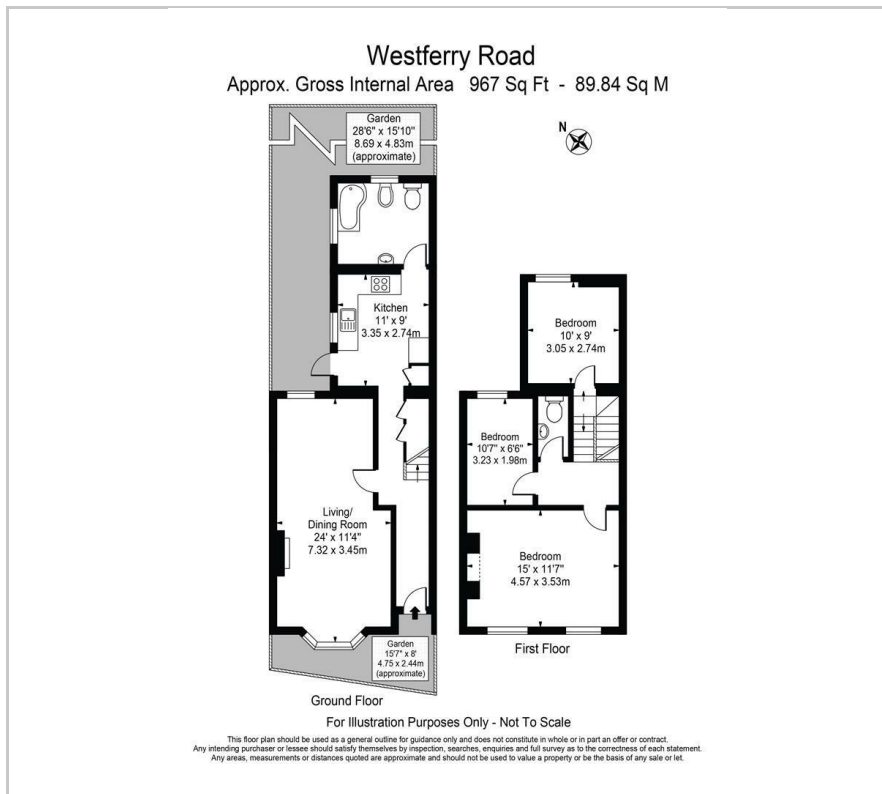 Westferry Road
Approx. Gross Internal Area 967 Sq Ft - 89.84 Sq M
Garden
28'6" x 15'10"
8.69 x 4.83m
(approximate)
N
Kitchen
11' x 9'
3.35 x 2.74m
Bedroom
10' x 9'
3.05 x 2.74m
Bedroom
10'7" x 6'6"
3.23 x 1.98m
Living/
Dining Room
24' x 11'4"
7.32 x 3.45m
Bedroom
15' x 11'7"
4.57 x 3.53m
Garden
15'7" x 8'
4.75 x 2.44m
(approximate)
First Floor
Ground Floor
For Illustration Purposes Only - Not To Scale
This floor plan should be used as a general outline for guidance only and does not constitute in whole or in part an offer or contract.
Any intending purchaser or lessee should satisfy themselves by inspection, searches, enquiries and full survey as to the correctness of each statement.
Any areas, measurements or distances quoted are approximate and should not be used to value a property or be the basis of any sale or let.